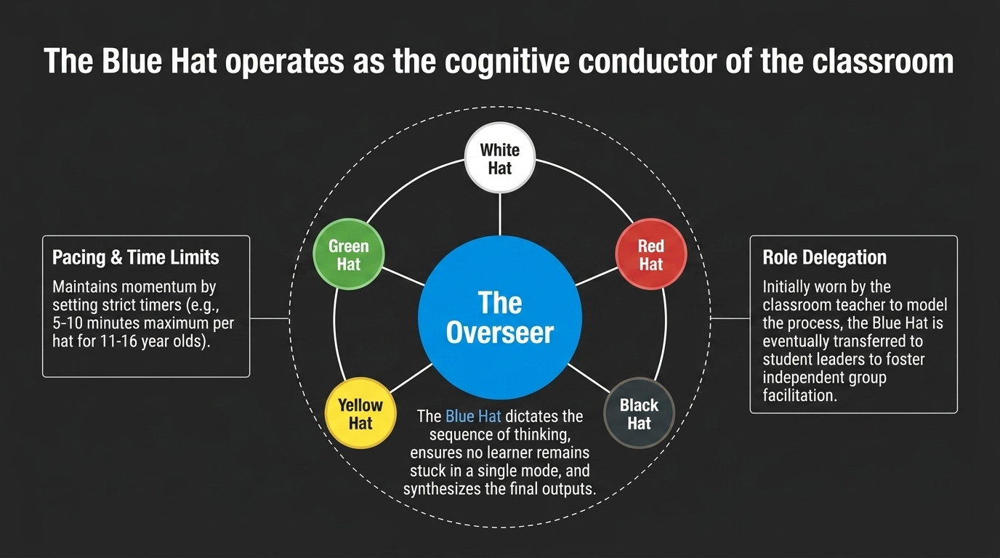 The Blue Hat operates as the cognitive conductor of the classroom
White
Hat
Green
Hat
Red
Hat
Pacing & Time Limits
Maintains momentum by
setting strict timers (e.g.,
5-10 minutes maximum per
hat for 11-16 year olds).
The
Overseer
Role Delegation
Initially worn by the
classroom teacher to model
the process, the Blue Hat is
eventually transferred to
student leaders to foster
independent group
facilitation.
Yellow
Hat
Black
Hat
The Blue Hat dictates the
sequence of thinking,
ensures no learner remains
stuck in a single mode, and
synthesizes the final outputs.